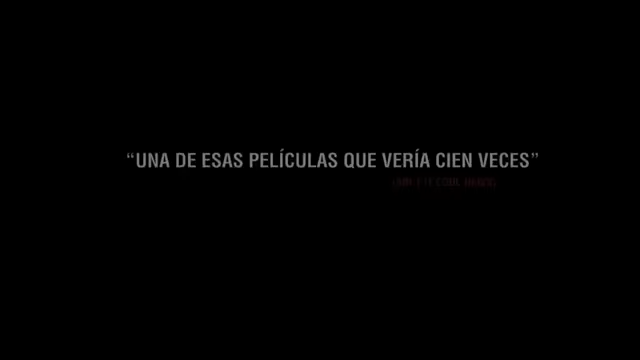 “UNA DE ESAS PELÍCULAS QUE VERÍA CIEN VECES”